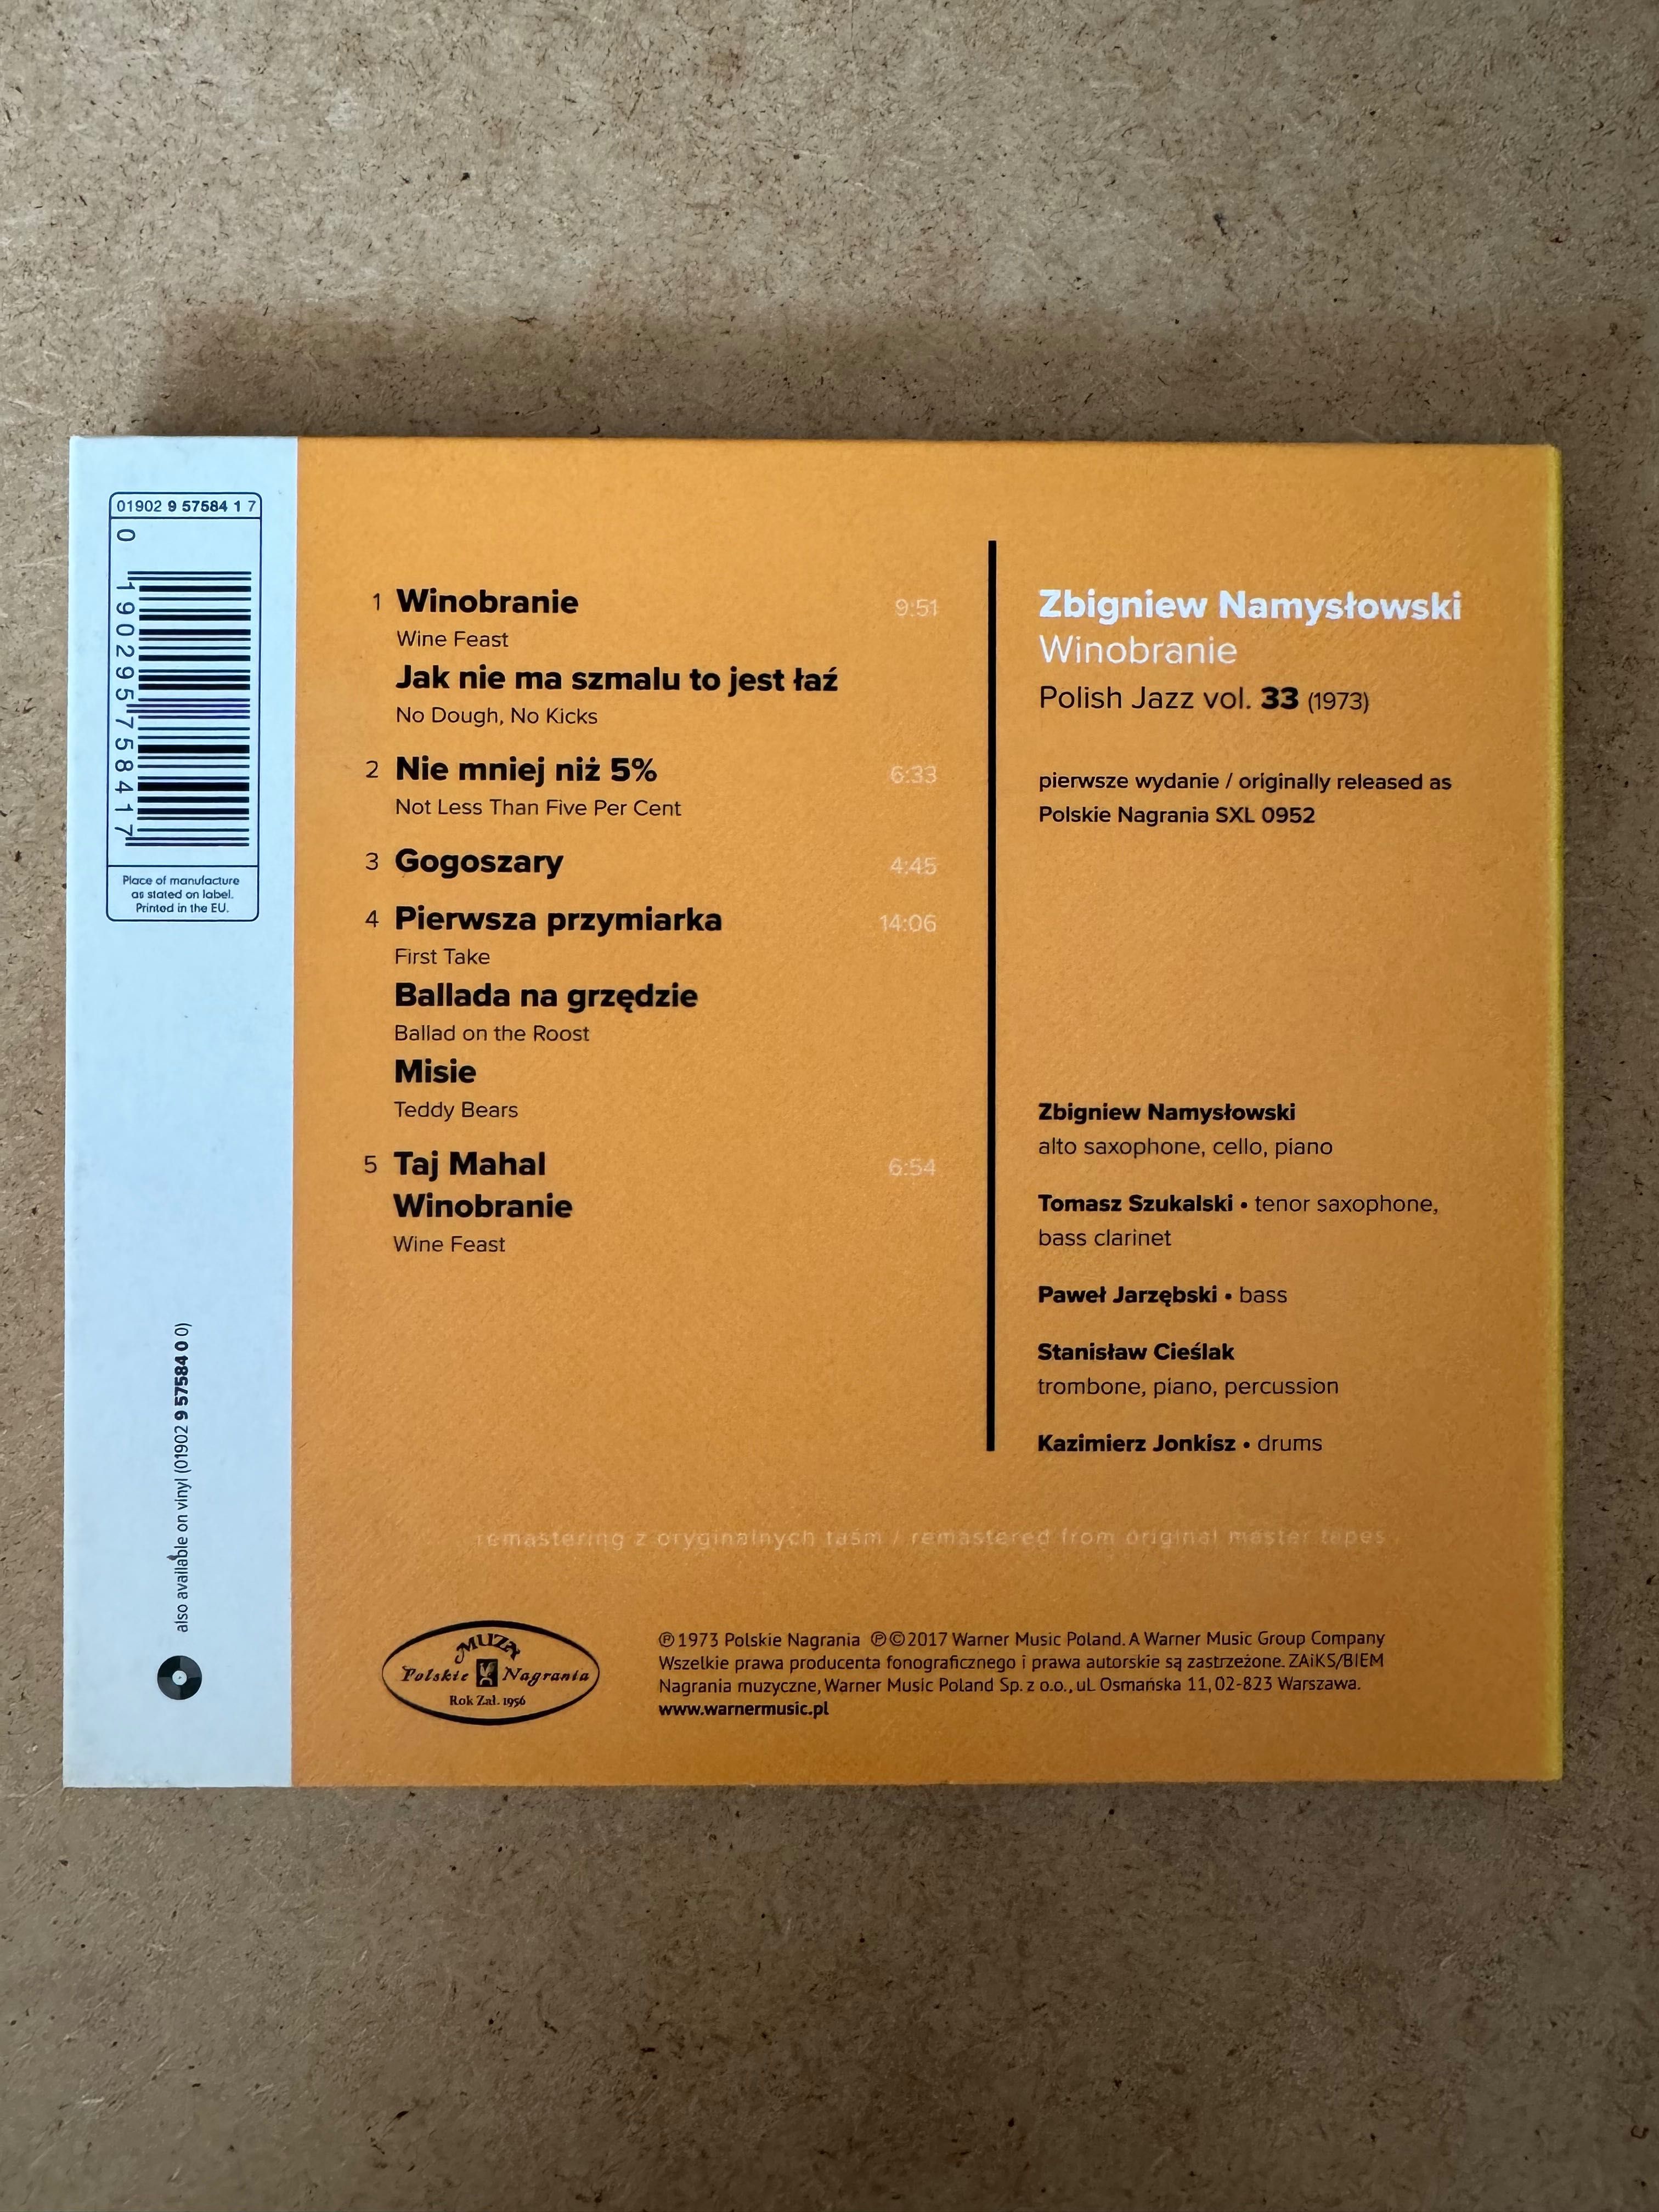 01902 9 57584 1 7
0 190295 758417
Place of manufacture
as stated on label.
Printed in the EU.
also available on vinyl (01902 9 57584 0 0)
1 Winobranie 9:51
Wine Feast
Jak nie ma szmalu to jest łaź
No Dough, No Kicks
2 Nie mniej niż 5% 6:33
Not Less Than Five Per Cent
3 Gogoszary 4:45
4 Pierwsza przymiarka 14:06
First Take
Ballada na grzędzie
Ballad on the Roost
Misie
Teddy Bears
5 Taj Mahal 6:54
Winobranie
Wine Feast
Zbigniew Namysłowski
Winobranie
Polish Jazz vol. 33 (1973)
pierwsze wydanie / originally released as
Polskie Nagrania SXL 0952
Zbigniew Namysłowski
alto saxophone, cello, piano
Tomasz Szukalski • tenor saxophone,
bass clarinet
Paweł Jarzębski • bass
Stanisław Cieślak
trombone, piano, percussion
Kazimierz Jonkisz • drums
remastering z oryginalnych taśm / remastered from original master tapes
MUZA
Polskie Nagrania
Rok Zał. 1956
℗1973 Polskie Nagrania ℗©2017 Warner Music Poland. A Warner Music Group Company
Wszelkie prawa producenta fonograficznego i prawa autorskie są zastrzeżone. ZAiKS/BIEM
Nagrania muzyczne, Warner Music Poland Sp. z o.o., ul. Osmańska 11, 02-823 Warszawa.
www.warnermusic.pl